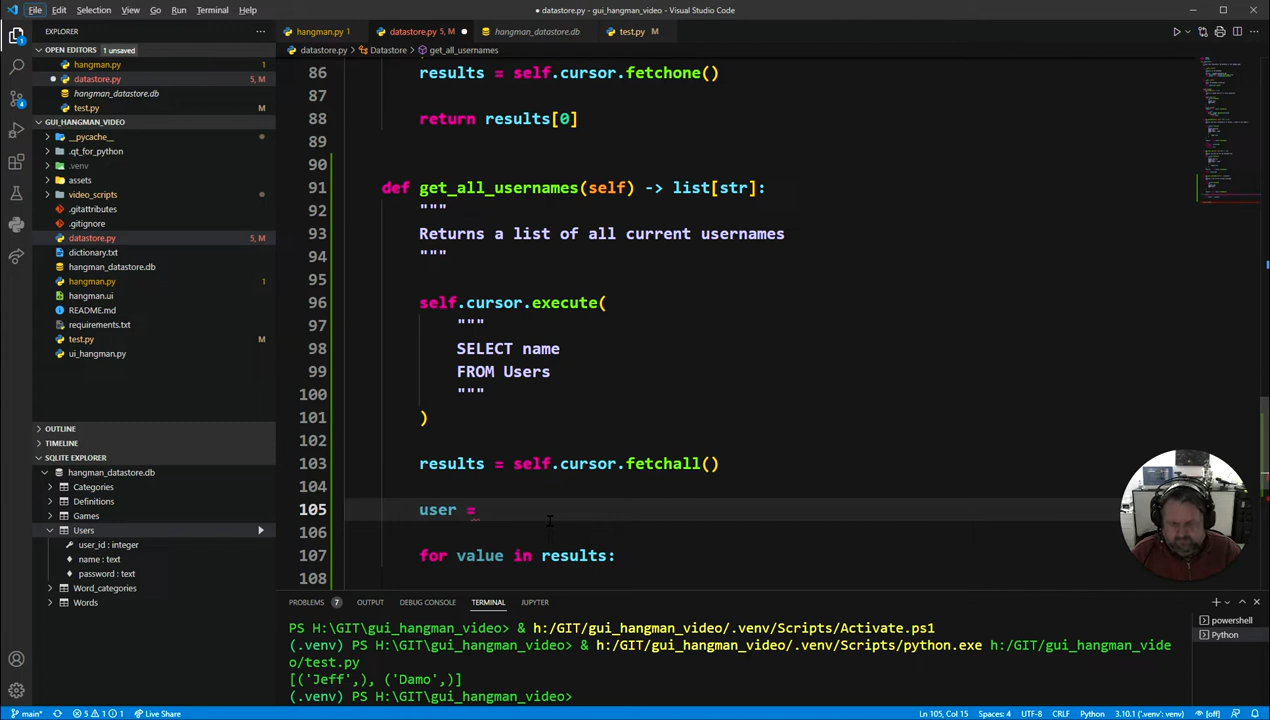 File Edit Selection View Go Run Terminal Help
● datastore.py - gui_hangman_video - Visual Studio Code
EXPLORER
OPEN EDITORS 1 unsaved
hangman.py 1
datastore.py 5, M
hangman_datastore.db
test.py M
GUI_HANGMAN_VIDEO
__pycache__
.qt_for_python
.venv
assets
video_scripts
.gitattributes
.gitignore
datastore.py 5, M
dictionary.txt
hangman_datastore.db
hangman.py 1
hangman.ui
README.md
requirements.txt
test.py M
ui_hangman.py
OUTLINE
TIMELINE
SQLITE EXPLORER
hangman_datastore.db
Categories
Definitions
Games
Users
user_id : integer
name : text
password : text
Word_categories
Words
hangman.py 1 datastore.py 5, M ● hangman_datastore.db test.py M
datastore.py > Datastore > get_all_usernames
86 results = self.cursor.fetchone()
87
88 return results[0]
89
90
91 def get_all_usernames(self) -> list[str]:
92 """
93 Returns a list of all current usernames
94 """
95
96 self.cursor.execute(
97 """
98 SELECT name
99 FROM Users
100 """
101 )
102
103 results = self.cursor.fetchall()
104
105 user =
106
107 for value in results:
108
PROBLEMS 7 OUTPUT DEBUG CONSOLE TERMINAL JUPYTER
PS H:\GIT\gui_hangman_video> & h:/GIT/gui_hangman_video/.venv/Scripts/Activate.ps1
(.venv) PS H:\GIT\gui_hangman_video> & h:/GIT/gui_hangman_video/.venv/Scripts/python.exe h:/GIT/gui_hangman_vide
o/test.py
[('Jeff',), ('Damo',)]
(.venv) PS H:\GIT\gui_hangman_video>
powershell
Python
main* 5 1 1 Live Share
Ln 105, Col 15 Spaces: 4 UTF-8 CRLF Python 3.10.1 ('.venv': venv) [off]